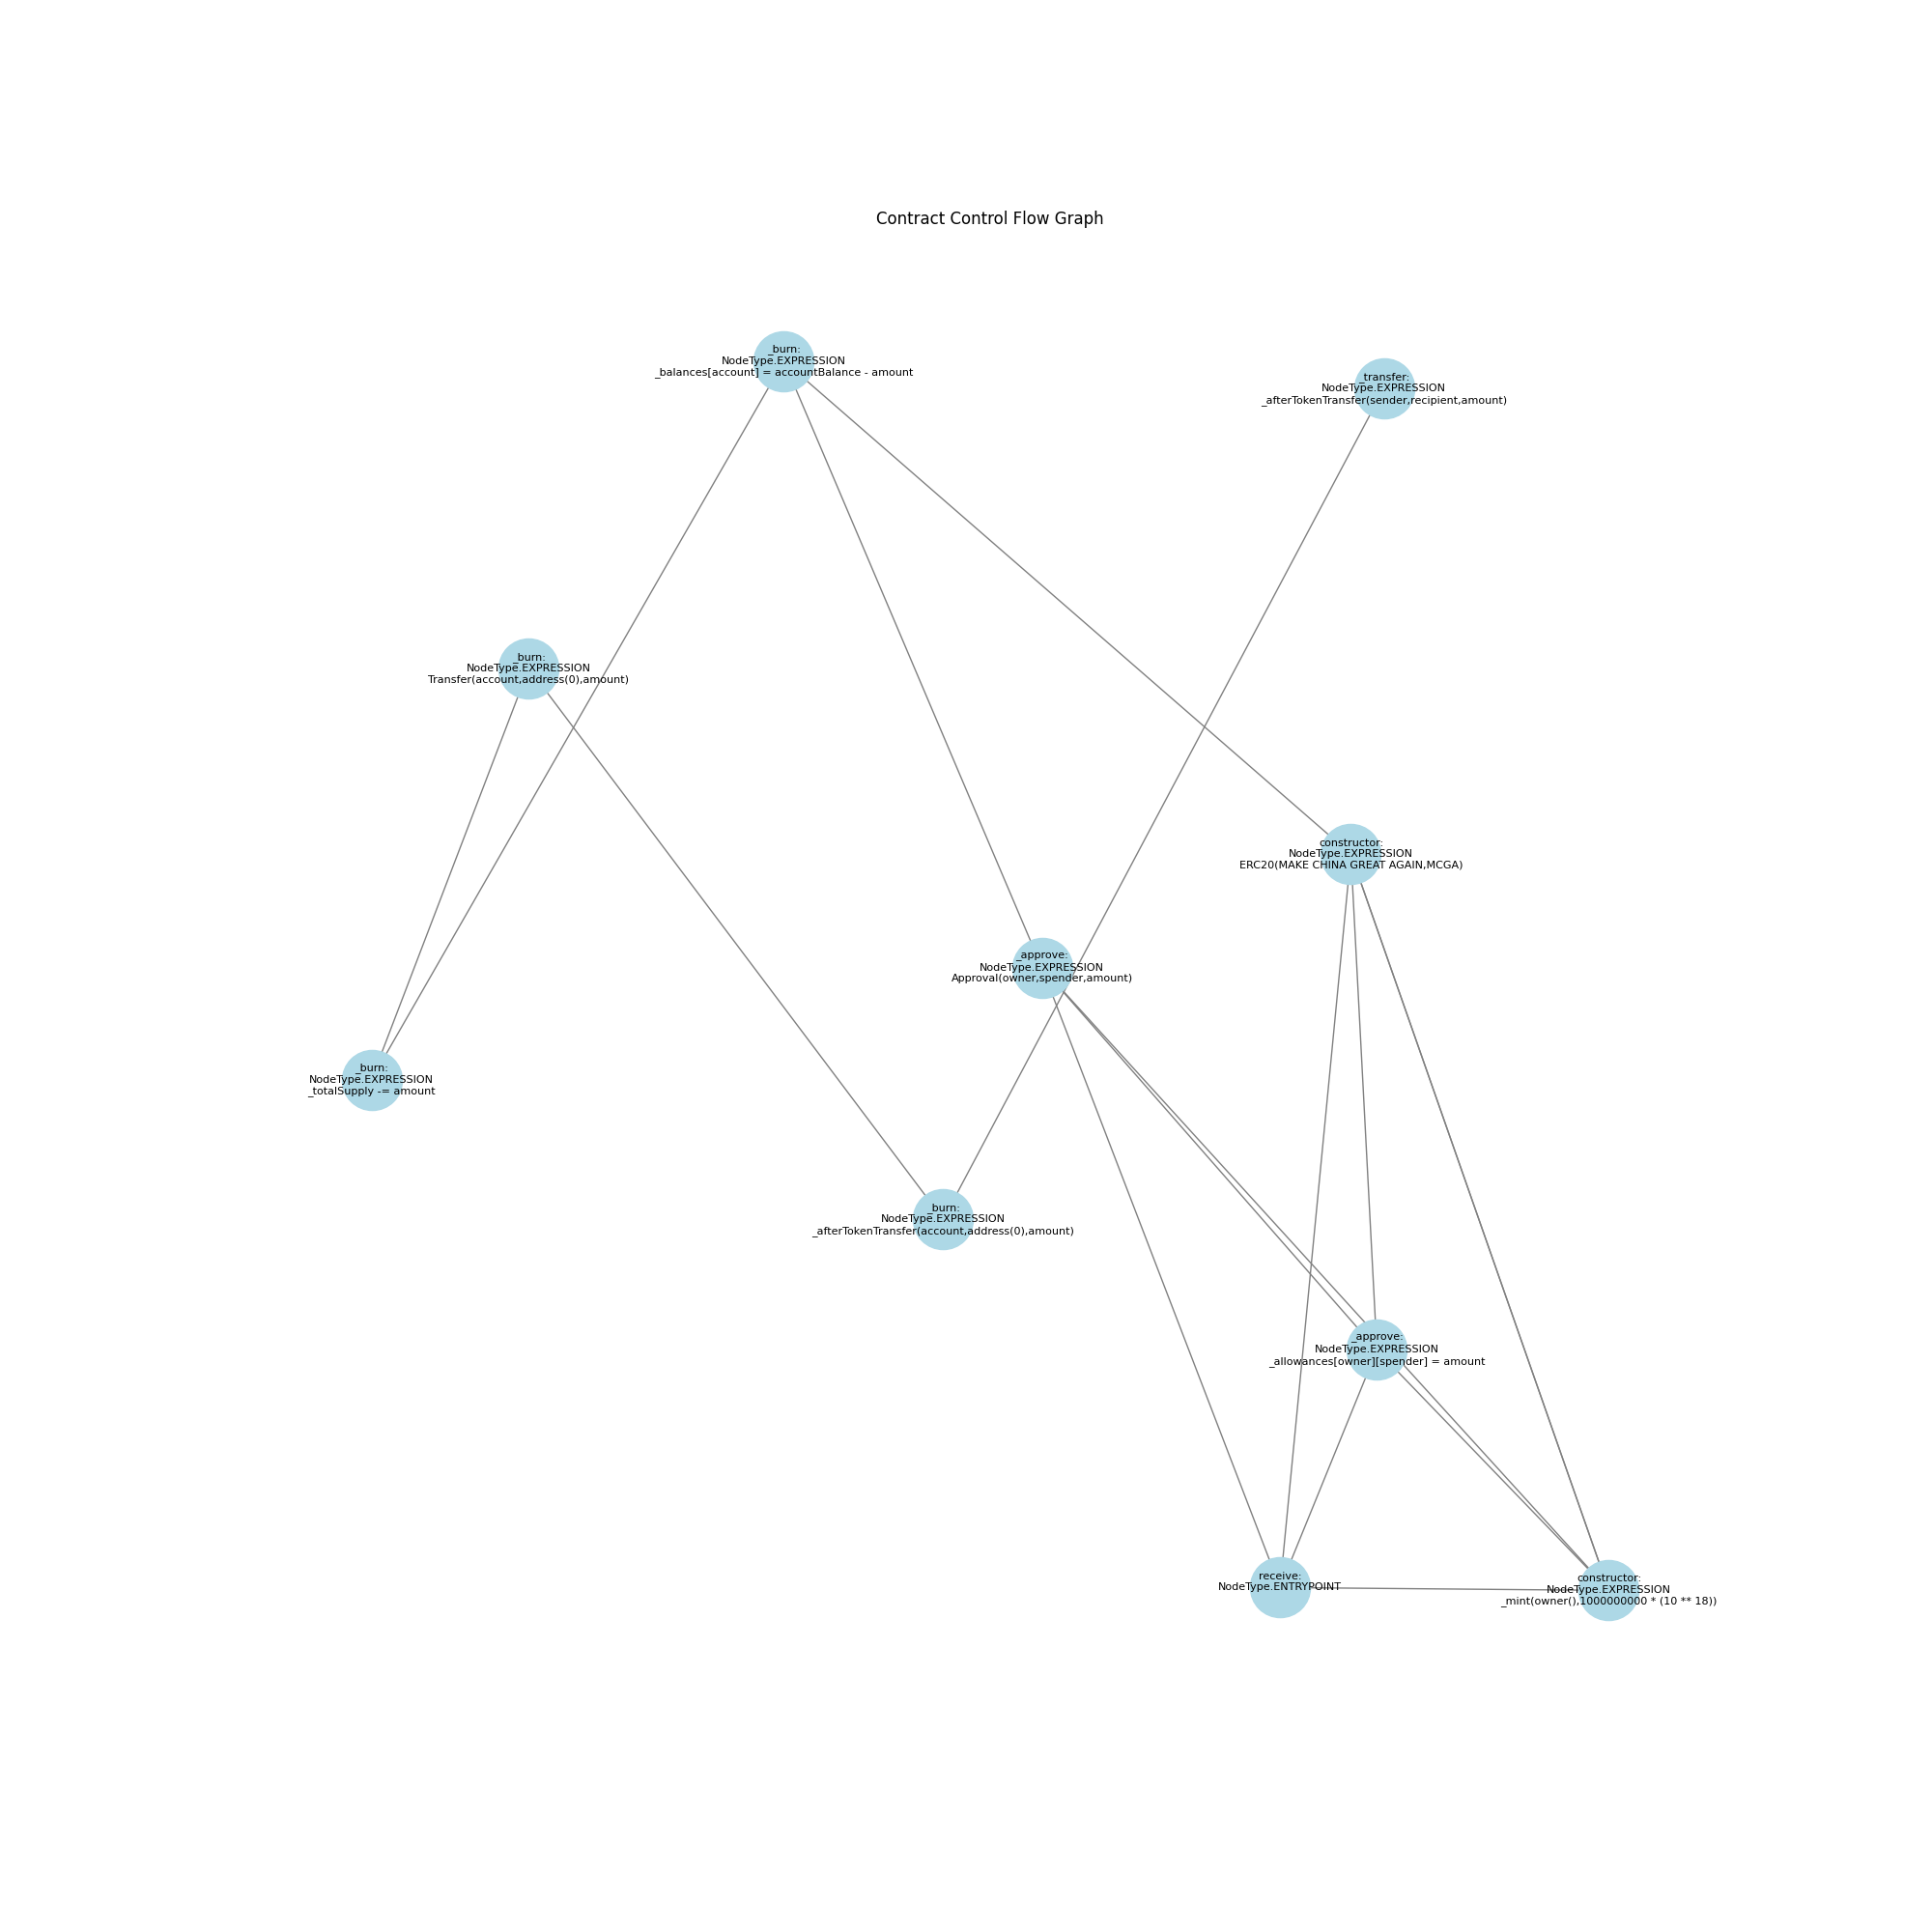 Contract Control Flow Graph
_burn:
NodeType.EXPRESSION
_balances[account] = accountBalance - amount
_transfer:
NodeType.EXPRESSION
_afterTokenTransfer(sender,recipient,amount)
_burn:
NodeType.EXPRESSION
Transfer(account,address(0),amount)
constructor:
NodeType.EXPRESSION
ERC20(MAKE CHINA GREAT AGAIN,MCGA)
_approve:
NodeType.EXPRESSION
Approval(owner,spender,amount)
_burn:
NodeType.EXPRESSION
_totalSupply -= amount
_burn:
NodeType.EXPRESSION
_afterTokenTransfer(account,address(0),amount)
_approve:
NodeType.EXPRESSION
_allowances[owner][spender] = amount
receive:
NodeType.ENTRYPOINT
constructor:
NodeType.EXPRESSION
_mint(owner(),1000000000 * (10 ** 18))